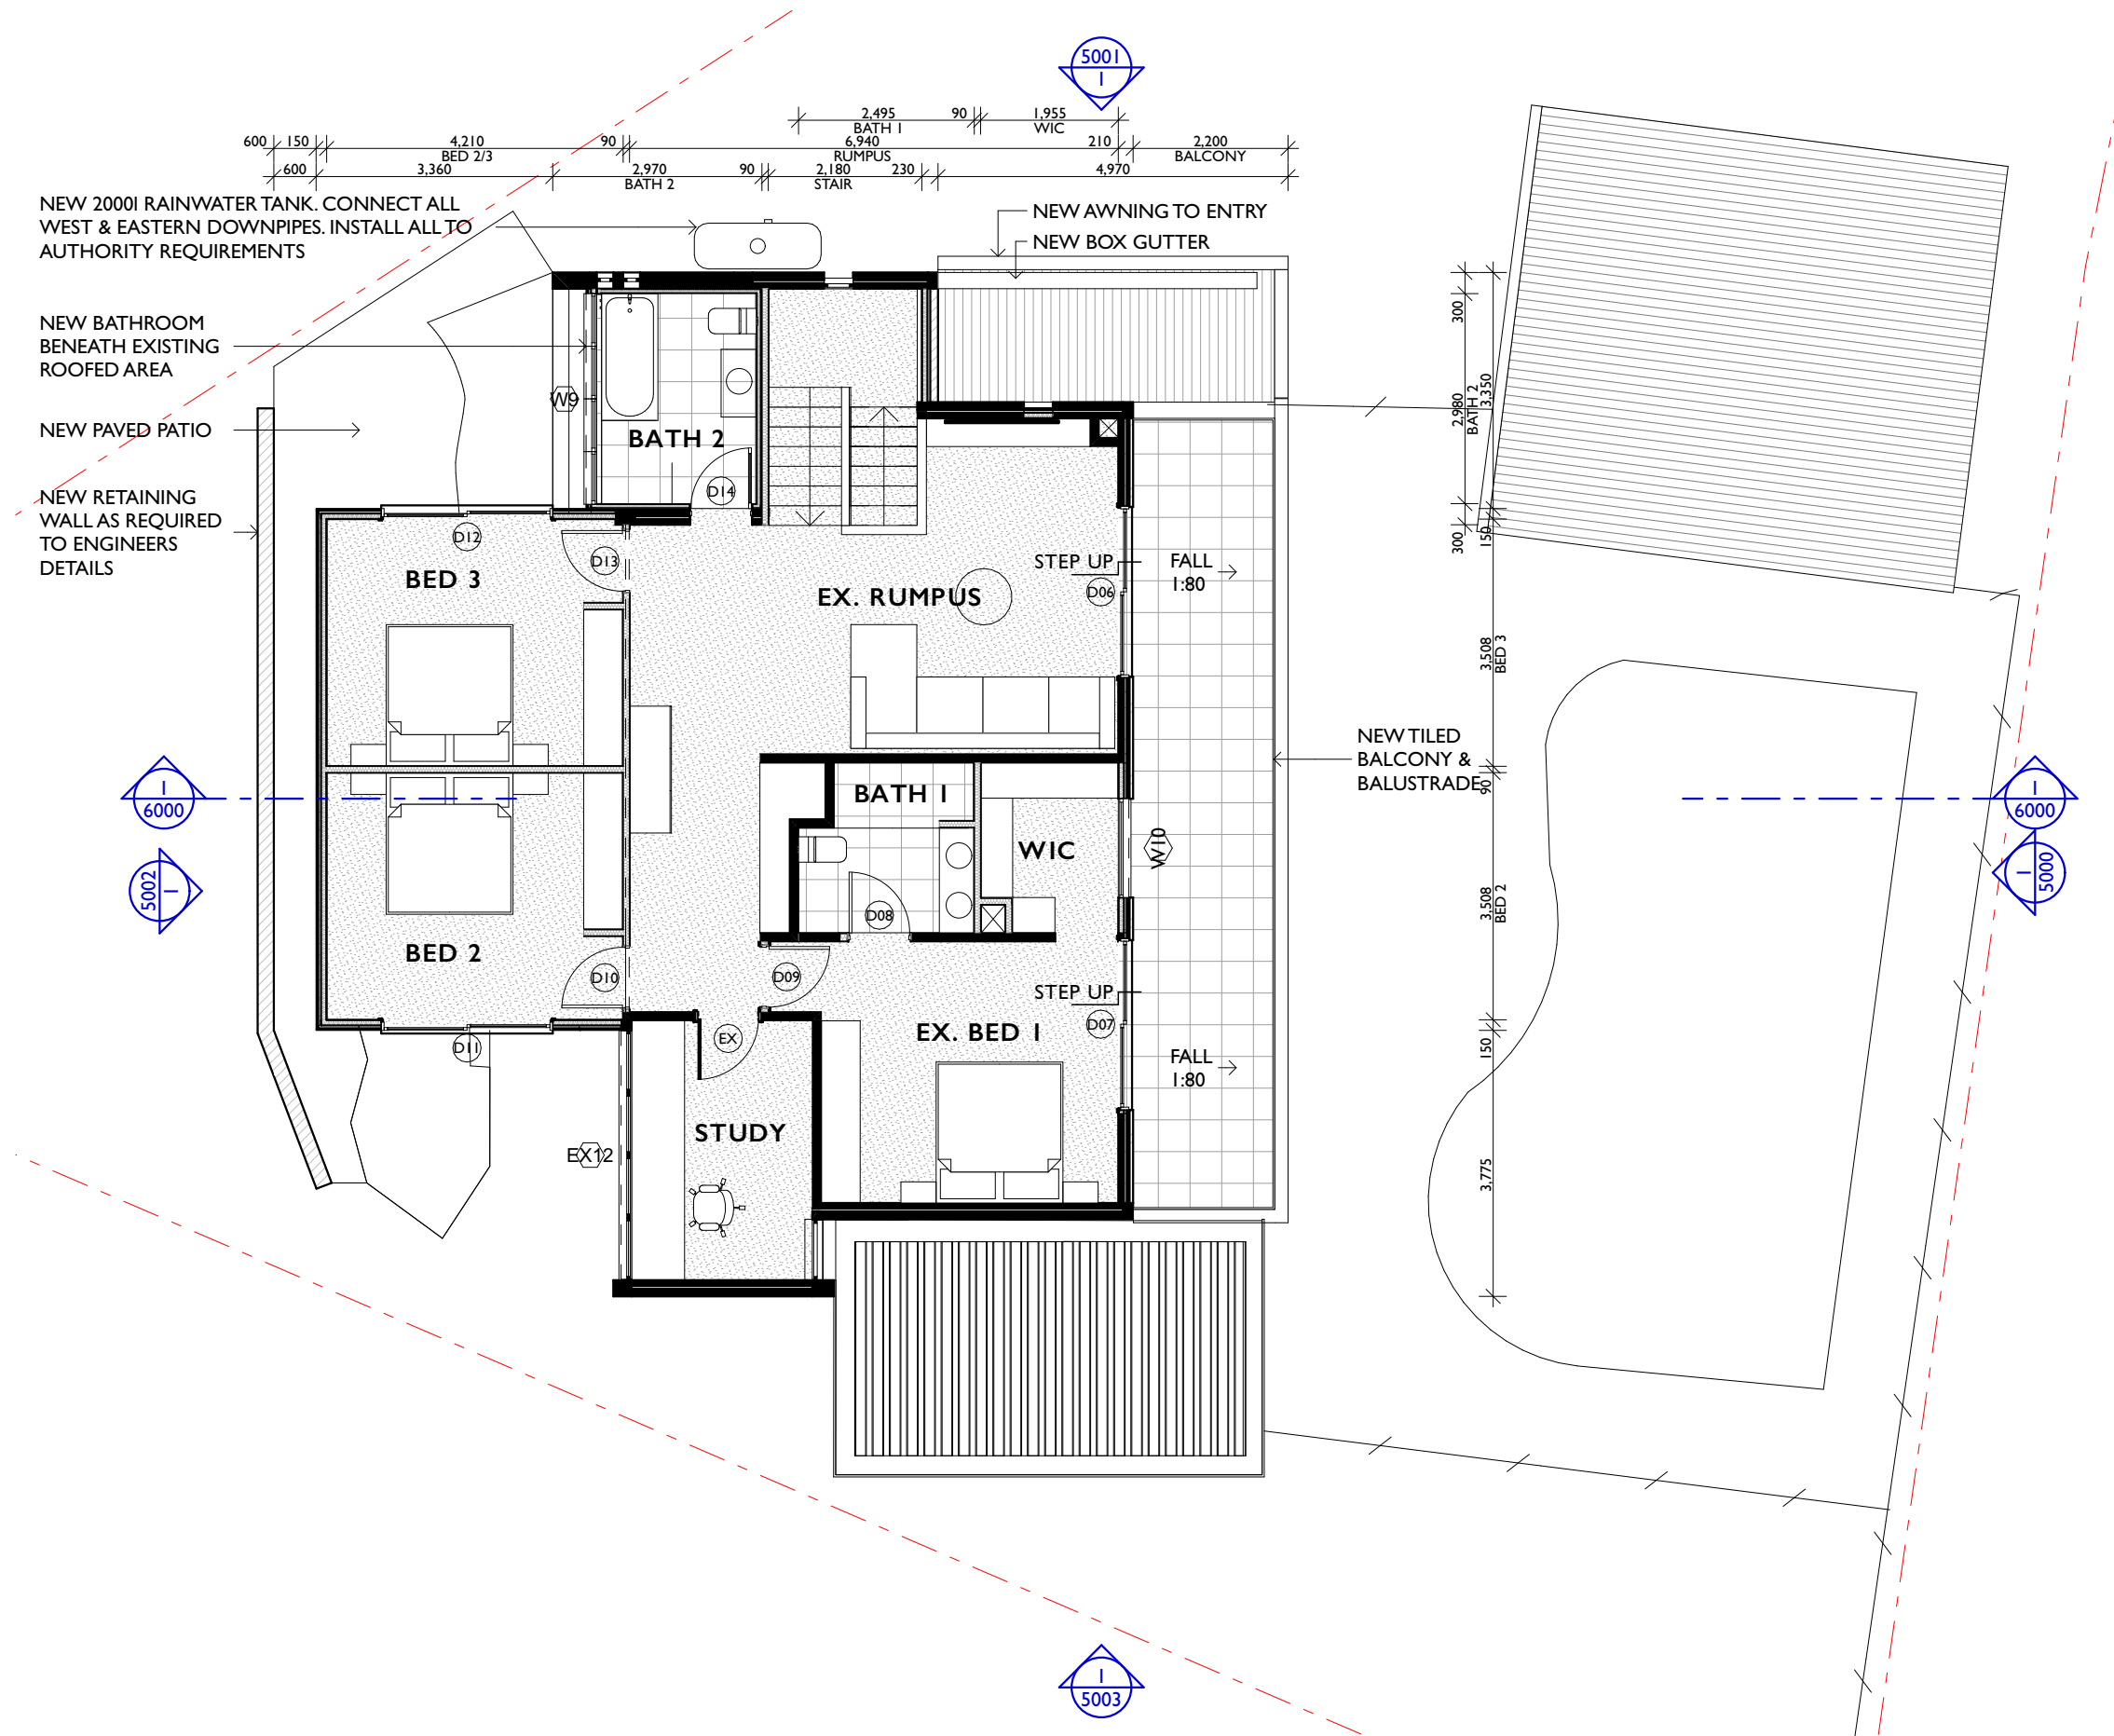 5001
1
2,495
90
1,955
BATH 1
WIC
600
150
4,210
90
6,940
210
2,200
BED 2/3
RUMPUS
BALCONY
600
3,360
2,970
90
2,180
230
4,970
BATH 2
STAIR
NEW 2000l RAINWATER TANK. CONNECT ALL
WEST & EASTERN DOWNPIPES. INSTALL ALL TO
AUTHORITY REQUIREMENTS
NEW AWNING TO ENTRY
NEW BOX GUTTER
NEW BATHROOM
BENEATH EXISTING
ROOFED AREA
NEW PAVED PATIO
NEW RETAINING
WALL AS REQUIRED
TO ENGINEERS
DETAILS
W9
BATH 2
D14
D12
D13
BED 3
EX. RUMPUS
STEP UP
D06
FALL
1:80
300
2,980
BATH 2
3,350
300
150
3,508
BED 3
90
3,508
BED 2
150
3,775
NEW TILED
BALCONY &
BALUSTRADE
1
6000
1
6000
5002
1
1
5000
BATH 1
WIC
W10
D08
BED 2
D10
D09
STEP UP
D07
EX. BED 1
FALL
1:80
EX
D11
STUDY
EX12
1
5003